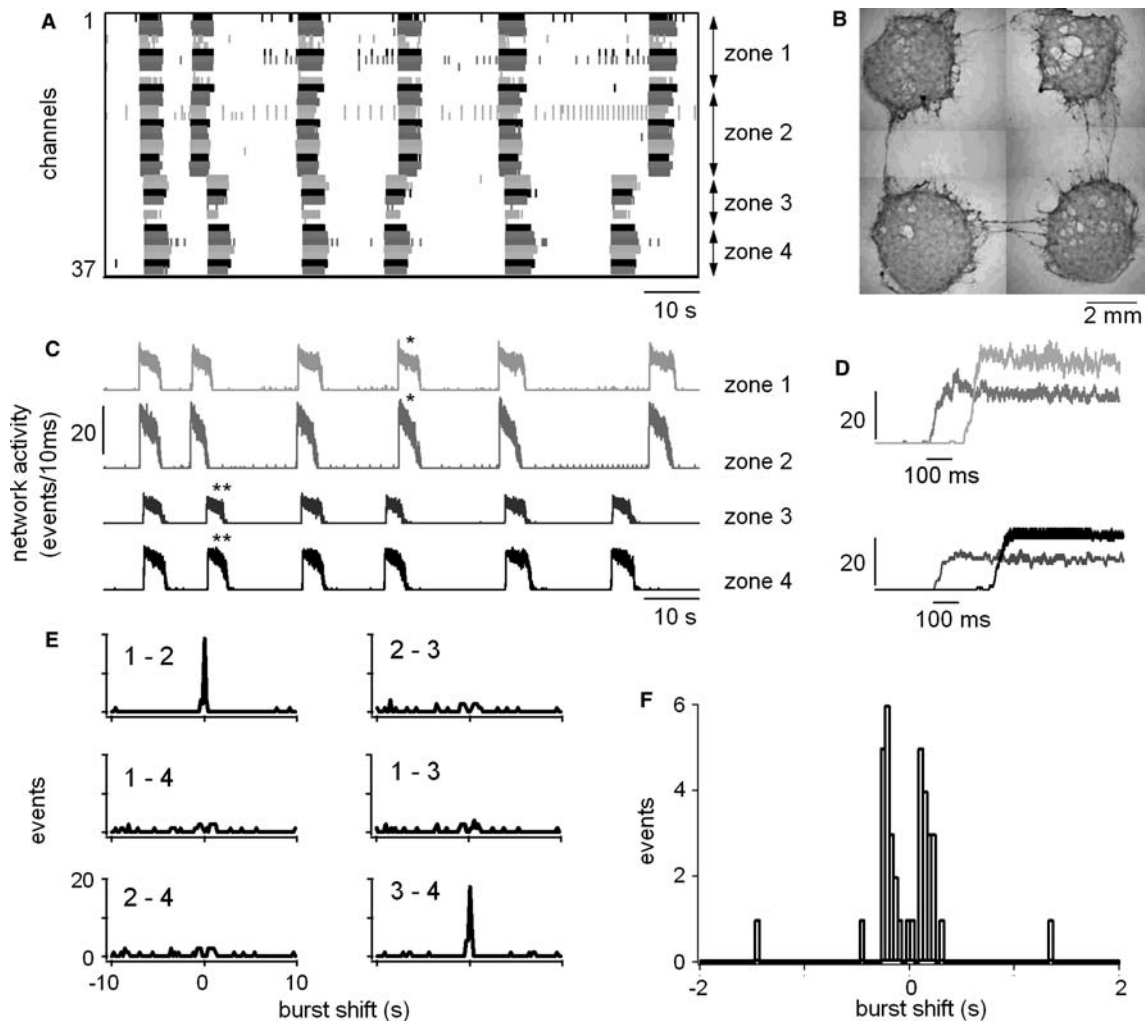 A
1
channels
37
zone 1
zone 2
zone 3
zone 4
10 s
B
2 mm
C
network activity
(events/10ms)
20
*
zone 1
*
zone 2
**
zone 3
**
zone 4
10 s
D
20
100 ms
20
100 ms
E
1 - 2
2 - 3
1 - 4
1 - 3
events
20
2 - 4
3 - 4
0
-10
0
10
burst shift (s)
F
6
4
2
0
events
-2
0
2
burst shift (s)